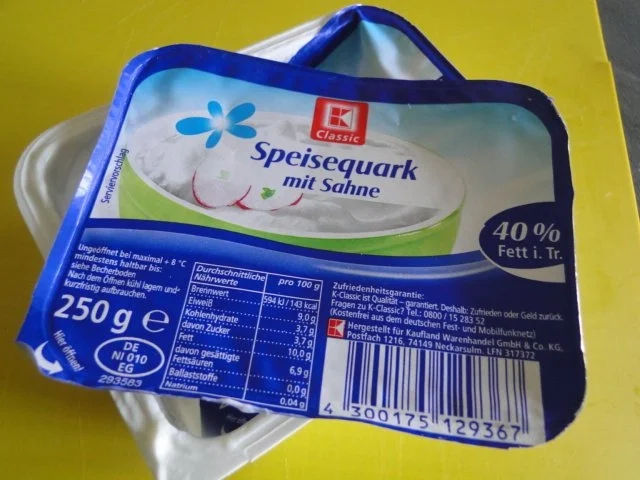 K
Classic
Speisequark
mit Sahne
Serviervorschlag
40 %
Fett i. Tr.
Ungeöffnet bei maximal + 8 °C
mindestens haltbar bis:
siehe Becherboden
Nach dem Öffnen kühl lagern und
kurzfristig aufbrauchen.
250 g e
Hier öffnen!
DE
NI 010
EG
293583
Durchschnittliche Nährwerte pro 100 g
Brennwert 594 kJ / 143 kcal
Eiweiß 9,0 g
Kohlenhydrate 3,7 g
davon Zucker 3,7 g
Fett 10,0 g
davon gesättigte
Fettsäuren 6,9 g
Ballaststoffe 0,0 g
Natrium 0,04 g
Zufriedenheitsgarantie:
K-Classic ist Qualität – garantiert. Deshalb: Zufrieden oder Geld zurück.
Fragen zu K-Classic? Tel.: 0800 / 15 283 52
(Kostenfrei aus dem deutschen Fest- und Mobilfunknetz)
K Hergestellt für Kaufland Warenhandel GmbH & Co. KG,
Postfach 1216, 74149 Neckarsulm. LFN 317372
4 300175 129367